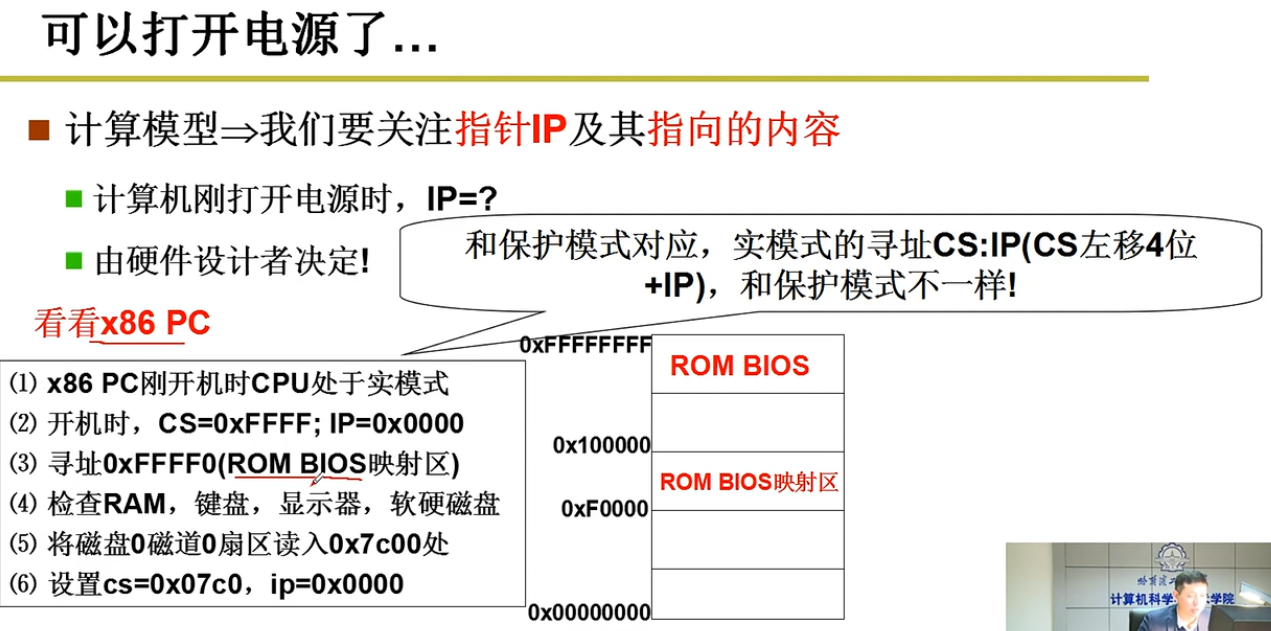 可以打开电源了…
计算模型⇒我们要关注指针IP及其指向的内容
计算机刚打开电源时，IP=?
由硬件设计者决定!
和保护模式对应，实模式的寻址CS:IP(CS左移4位
+IP)，和保护模式不一样!
看看x86 PC
⑴ x86 PC刚开机时CPU处于实模式
⑵ 开机时，CS=0xFFFF; IP=0x0000
⑶ 寻址0xFFFF0(ROM BIOS映射区)
⑷ 检查RAM，键盘，显示器，软硬磁盘
⑸ 将磁盘0磁道0扇区读入0x7c00处
⑹ 设置cs=0x07c0，ip=0x0000
0xFFFFFFFF
ROM BIOS
0x100000
ROM BIOS映射区
0xF0000
0x00000000
计算机科学
术学院